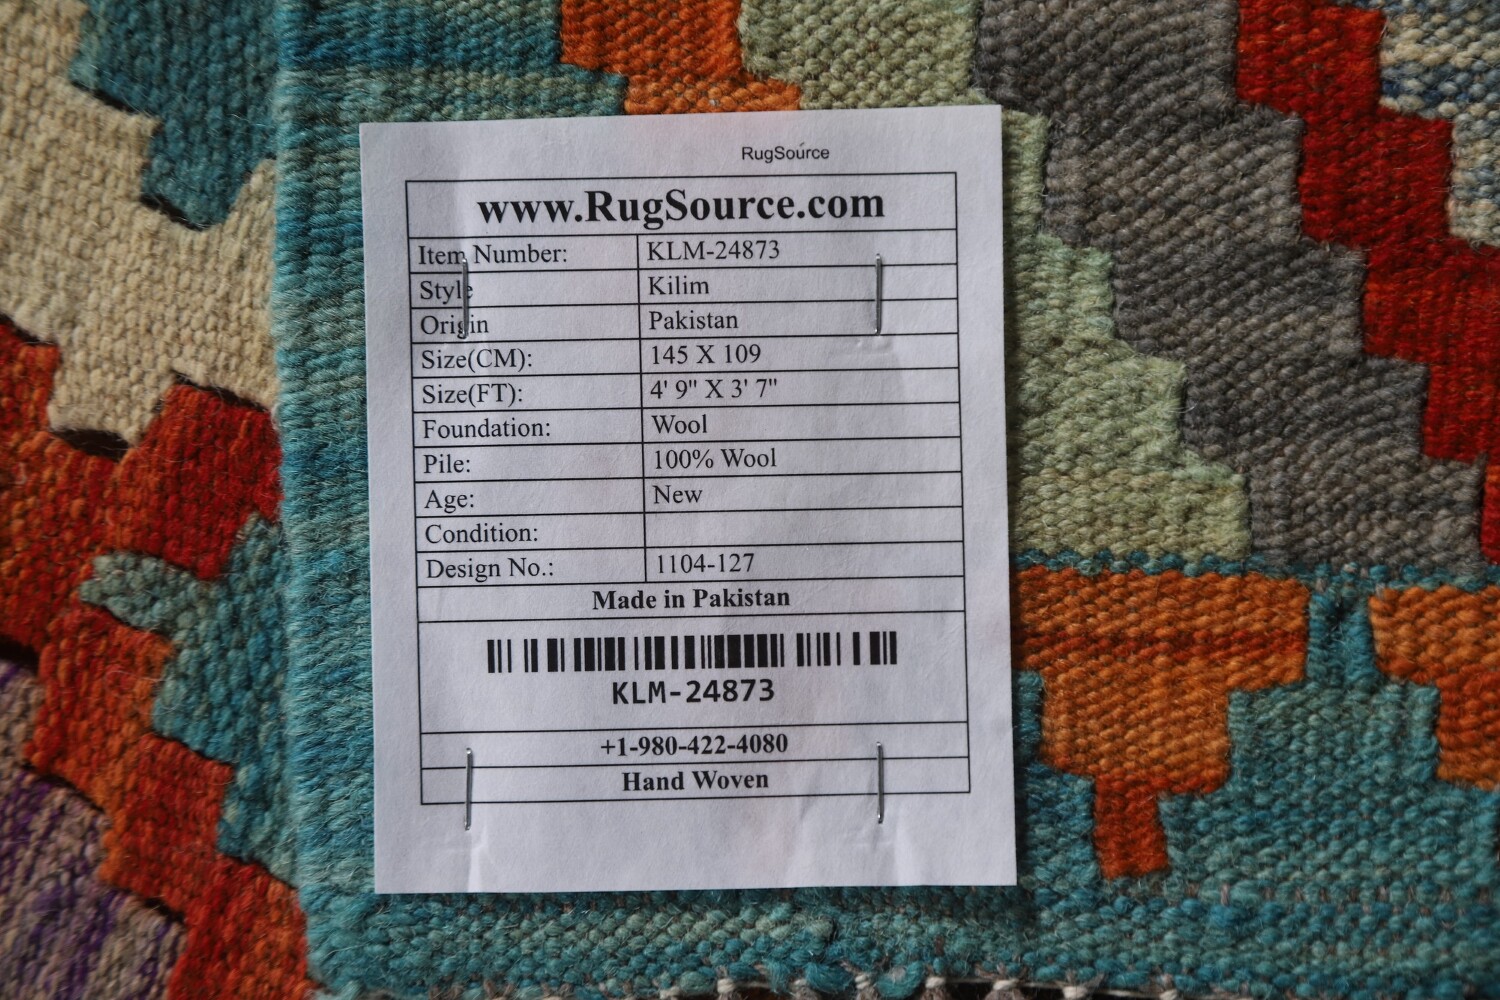 RugSource
www.RugSource.com
Item Number: KLM-24873
Style Kilim
Origin Pakistan
Size(CM): 145 X 109
Size(FT): 4' 9" X 3' 7"
Foundation: Wool
Pile: 100% Wool
Age: New
Condition:
Design No.: 1104-127
Made in Pakistan
KLM-24873
+1-980-422-4080
Hand Woven